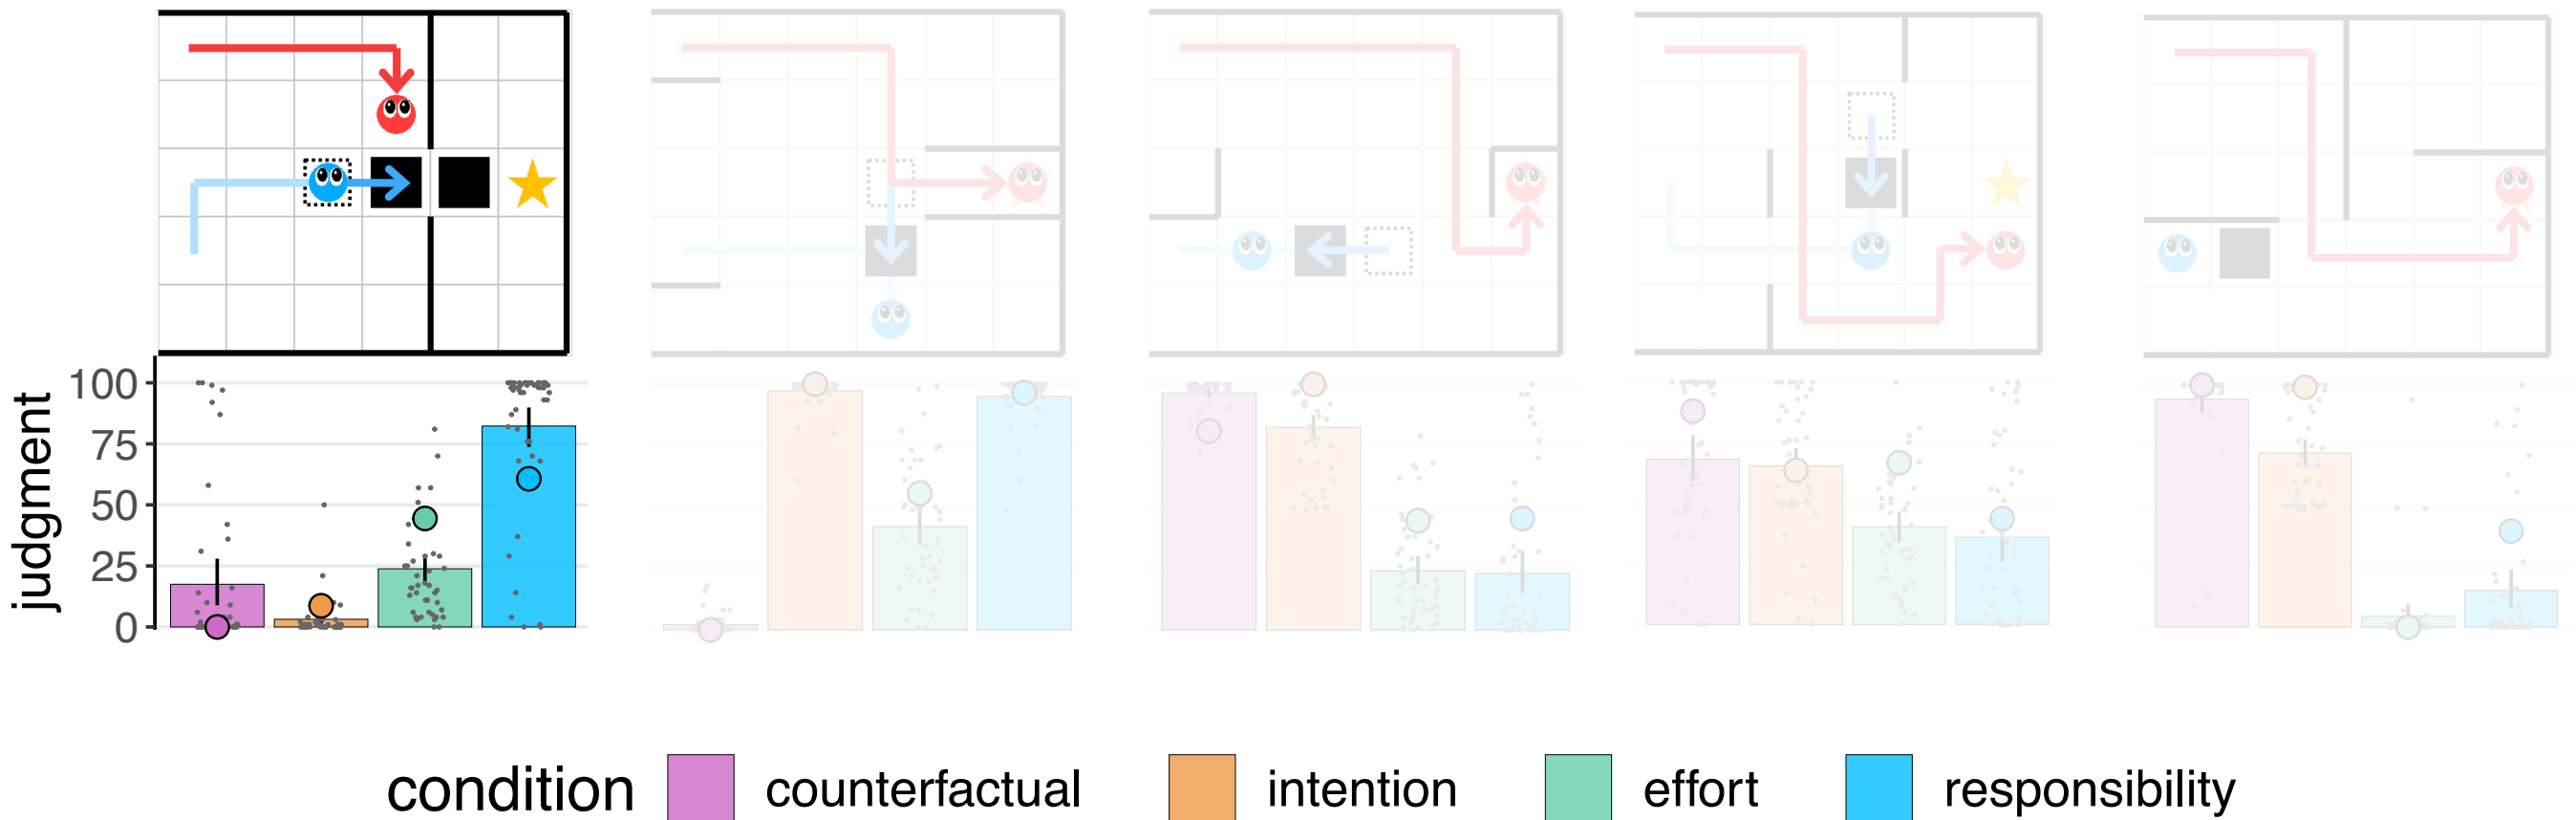 judgment
100
75
50
25
0
condition counterfactual intention effort responsibility